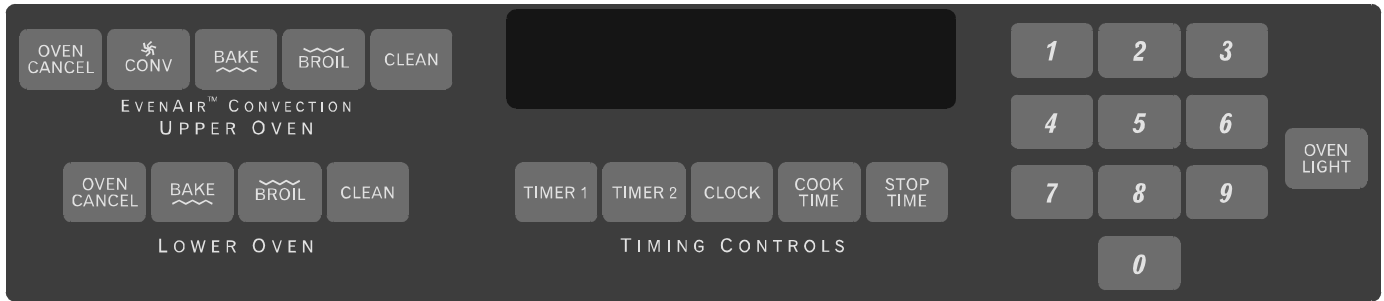 OVEN
CANCEL
CONV
BAKE
BROIL
CLEAN
EVENAIR™ CONVECTION
UPPER OVEN
OVEN
CANCEL
BAKE
BROIL
CLEAN
LOWER OVEN
TIMER 1
TIMER 2
CLOCK
COOK
TIME
STOP
TIME
TIMING CONTROLS
1
2
3
4
5
6
7
8
9
0
OVEN
LIGHT